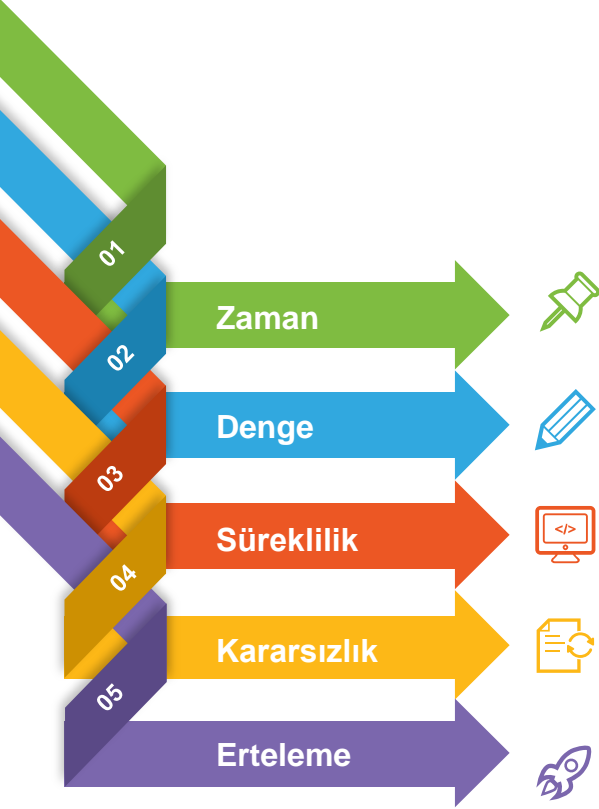 01
Zaman
02
Denge
03
Süreklilik
</>
04
Kararsızlık
05
Erteleme